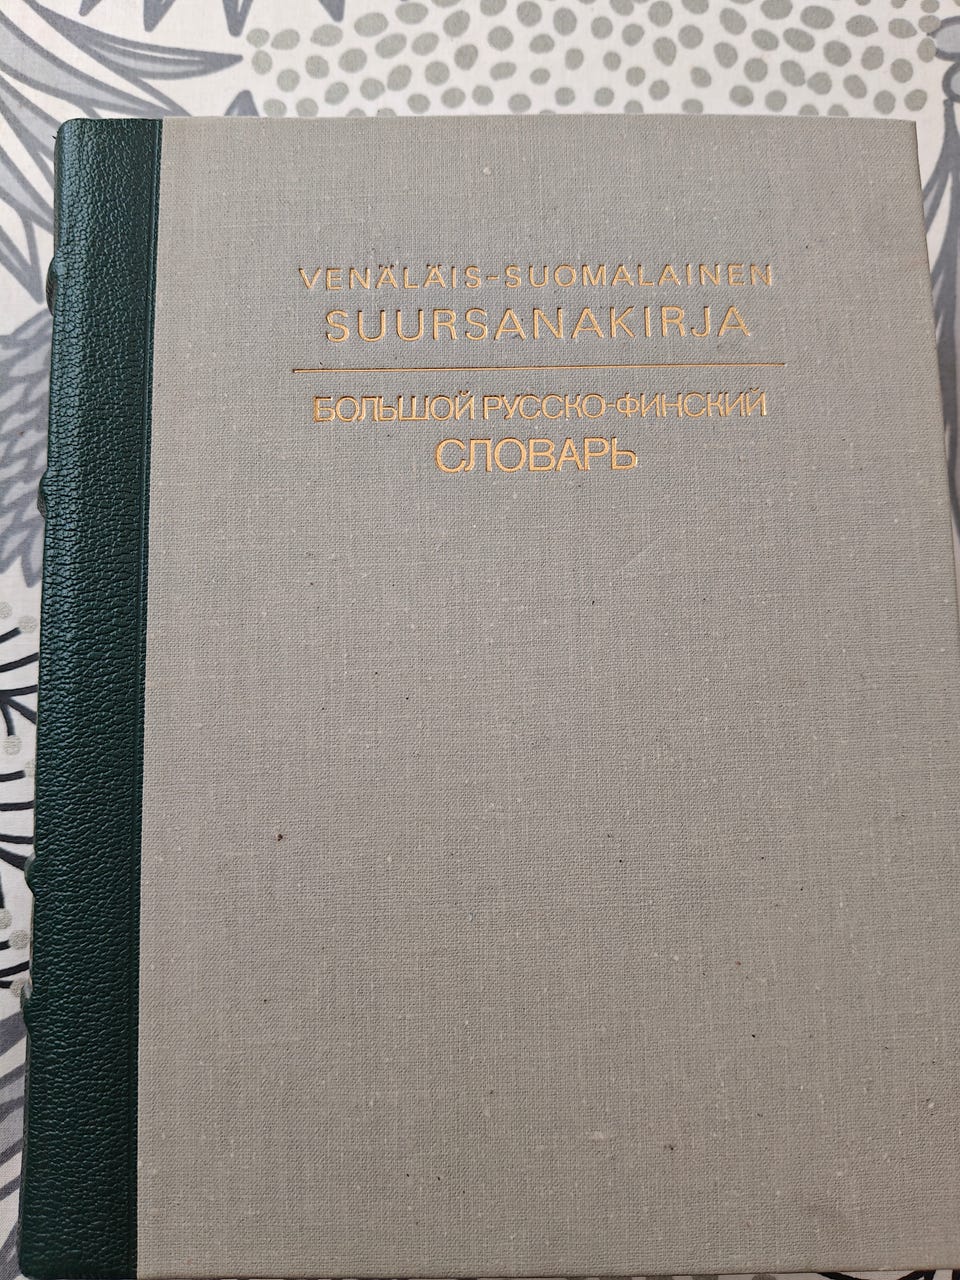 VENÄLÄIS-SUOMALAINEN
SUURSANAKIRJA
БОЛЬШОЙ РУССКО-ФИНСКИЙ
СЛОВАРЬ